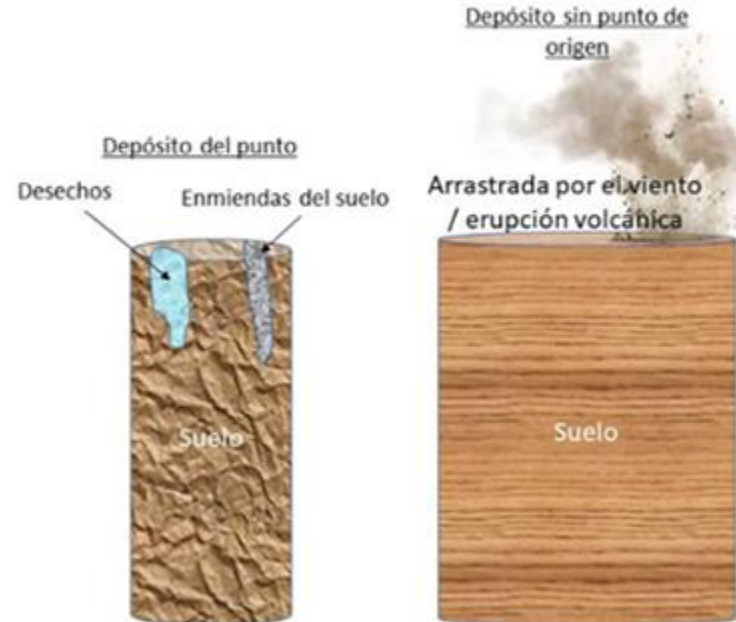 Depósito sin punto de
origen
Depósito del punto
Desechos
Enmiendas del suelo
Arrastrada por el viento
/ erupción volcáhica
Suelo
Suelo